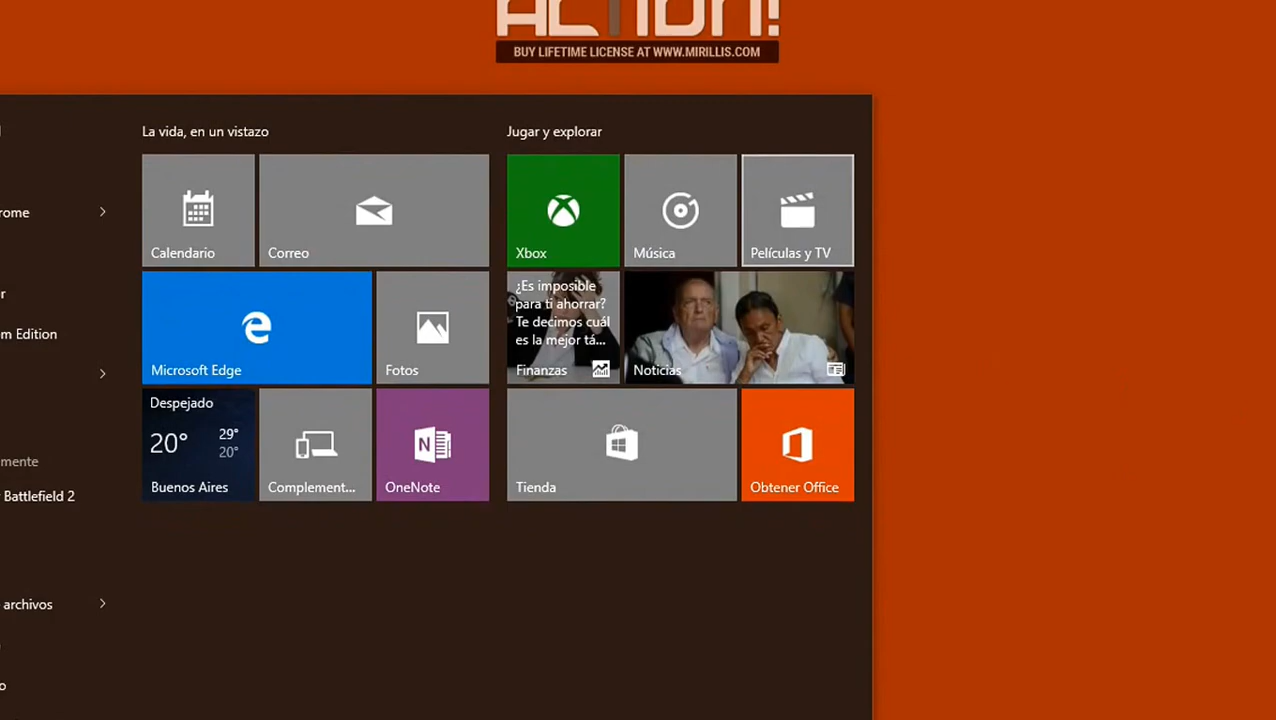 ACTION!
BUY LIFETIME LICENSE AT WWW.MIRILLIS.COM
La vida, en un vistazo
Jugar y explorar
Calendario
Correo
Xbox
Música
Películas y TV
rome
r
m Edition
Microsoft Edge
Fotos
¿Es imposible
para ti ahorrar?
Te decimos cuál
es la mejor tá...
Finanzas
Noticias
Despejado
20°
29°
20°
Buenos Aires
Complement...
N
OneNote
Tienda
Obtener Office
mente
Battlefield 2
archivos
o